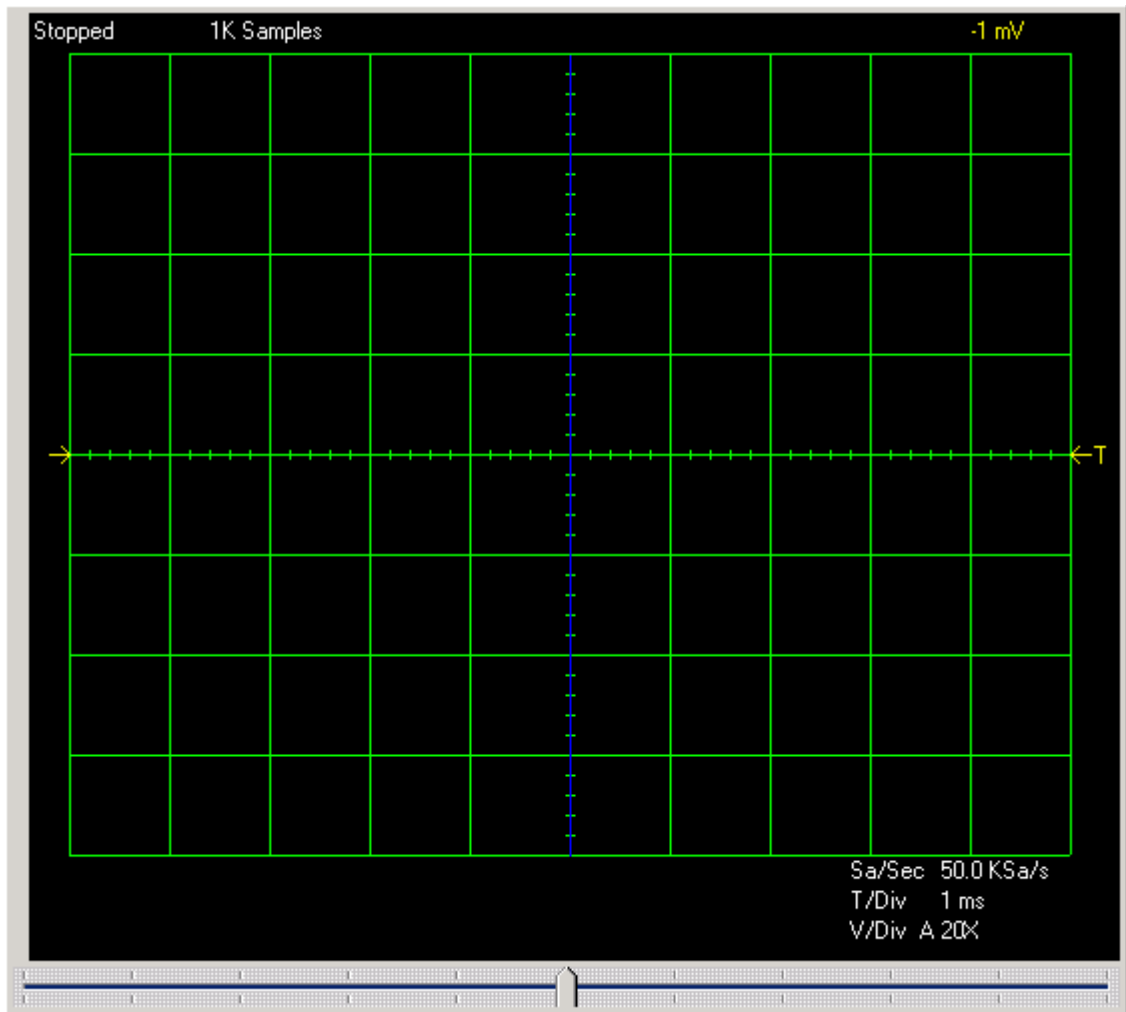 Stopped 1K Samples -1 mV
T
Sa/Sec 50.0 KSa/s
T/Div 1 ms
V/Div A 20X